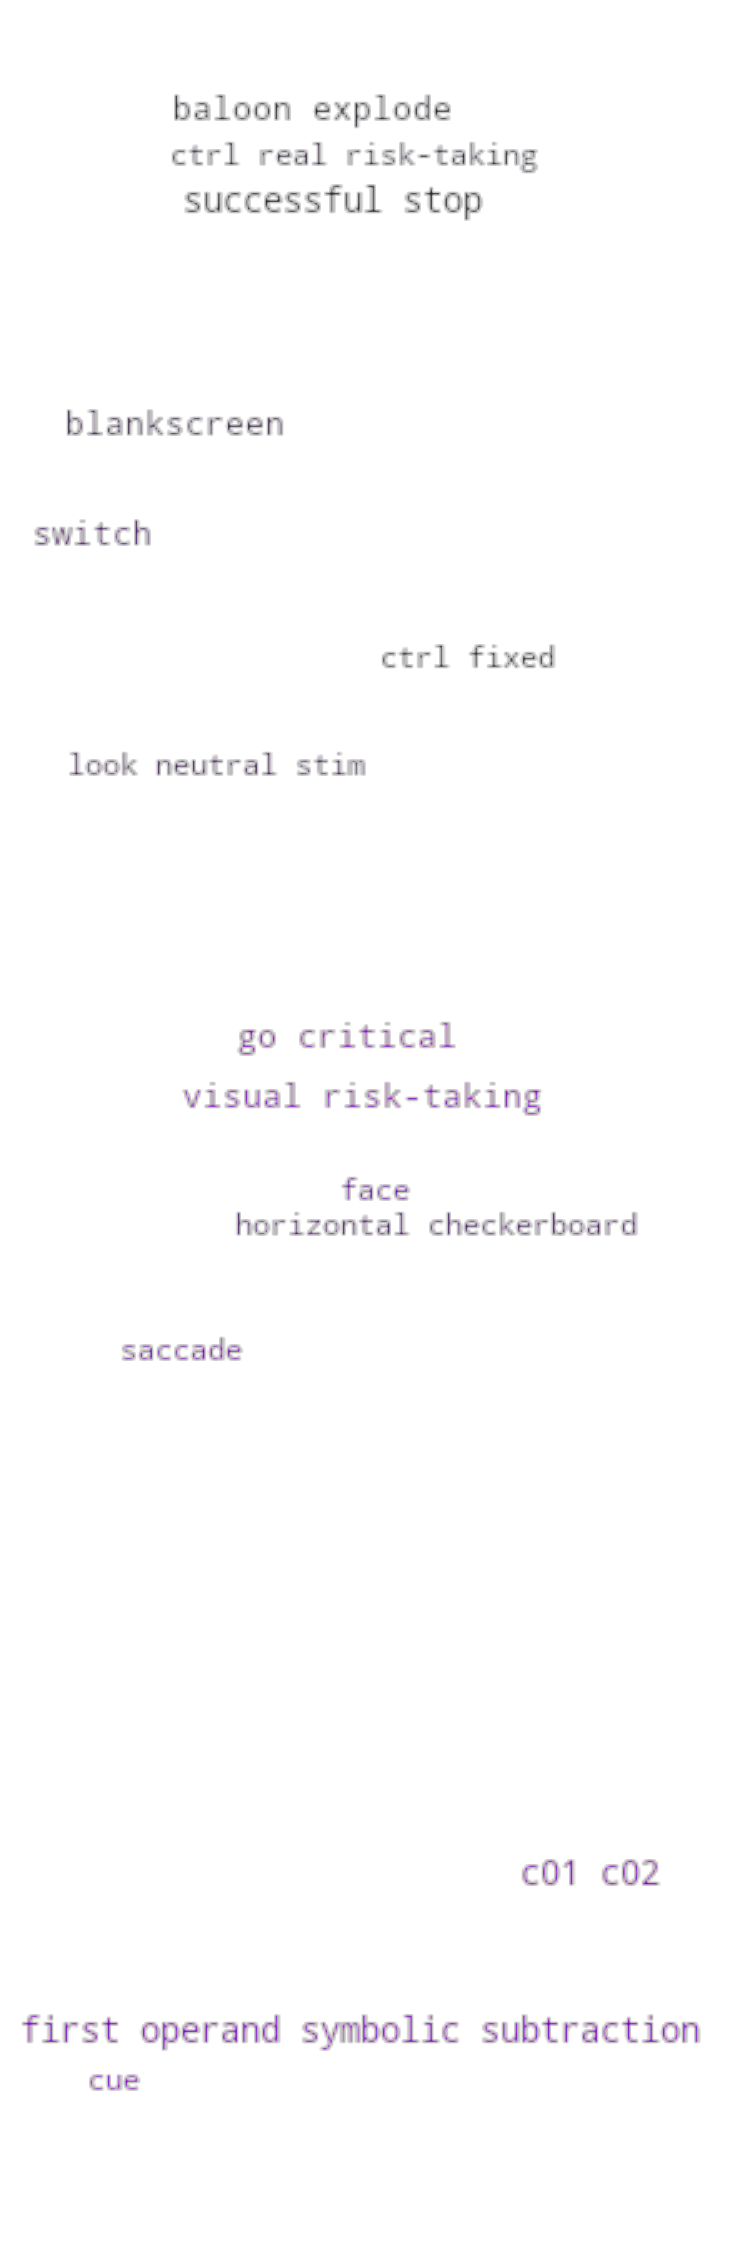 baloon explode
ctrl real risk-taking
successful stop
blankscreen
switch
ctrl fixed
look neutral stim
go critical
visual risk-taking
face
horizontal checkerboard
saccade
c01 c02
first operand symbolic subtraction
cue